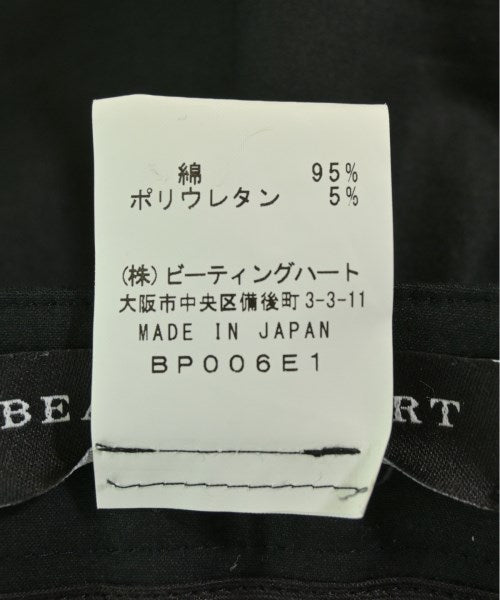 綿 95%
ポリウレタン 5%
(株)ビーティングハート
大阪市中央区備後町3-3-11
MADE IN JAPAN
BP006E1